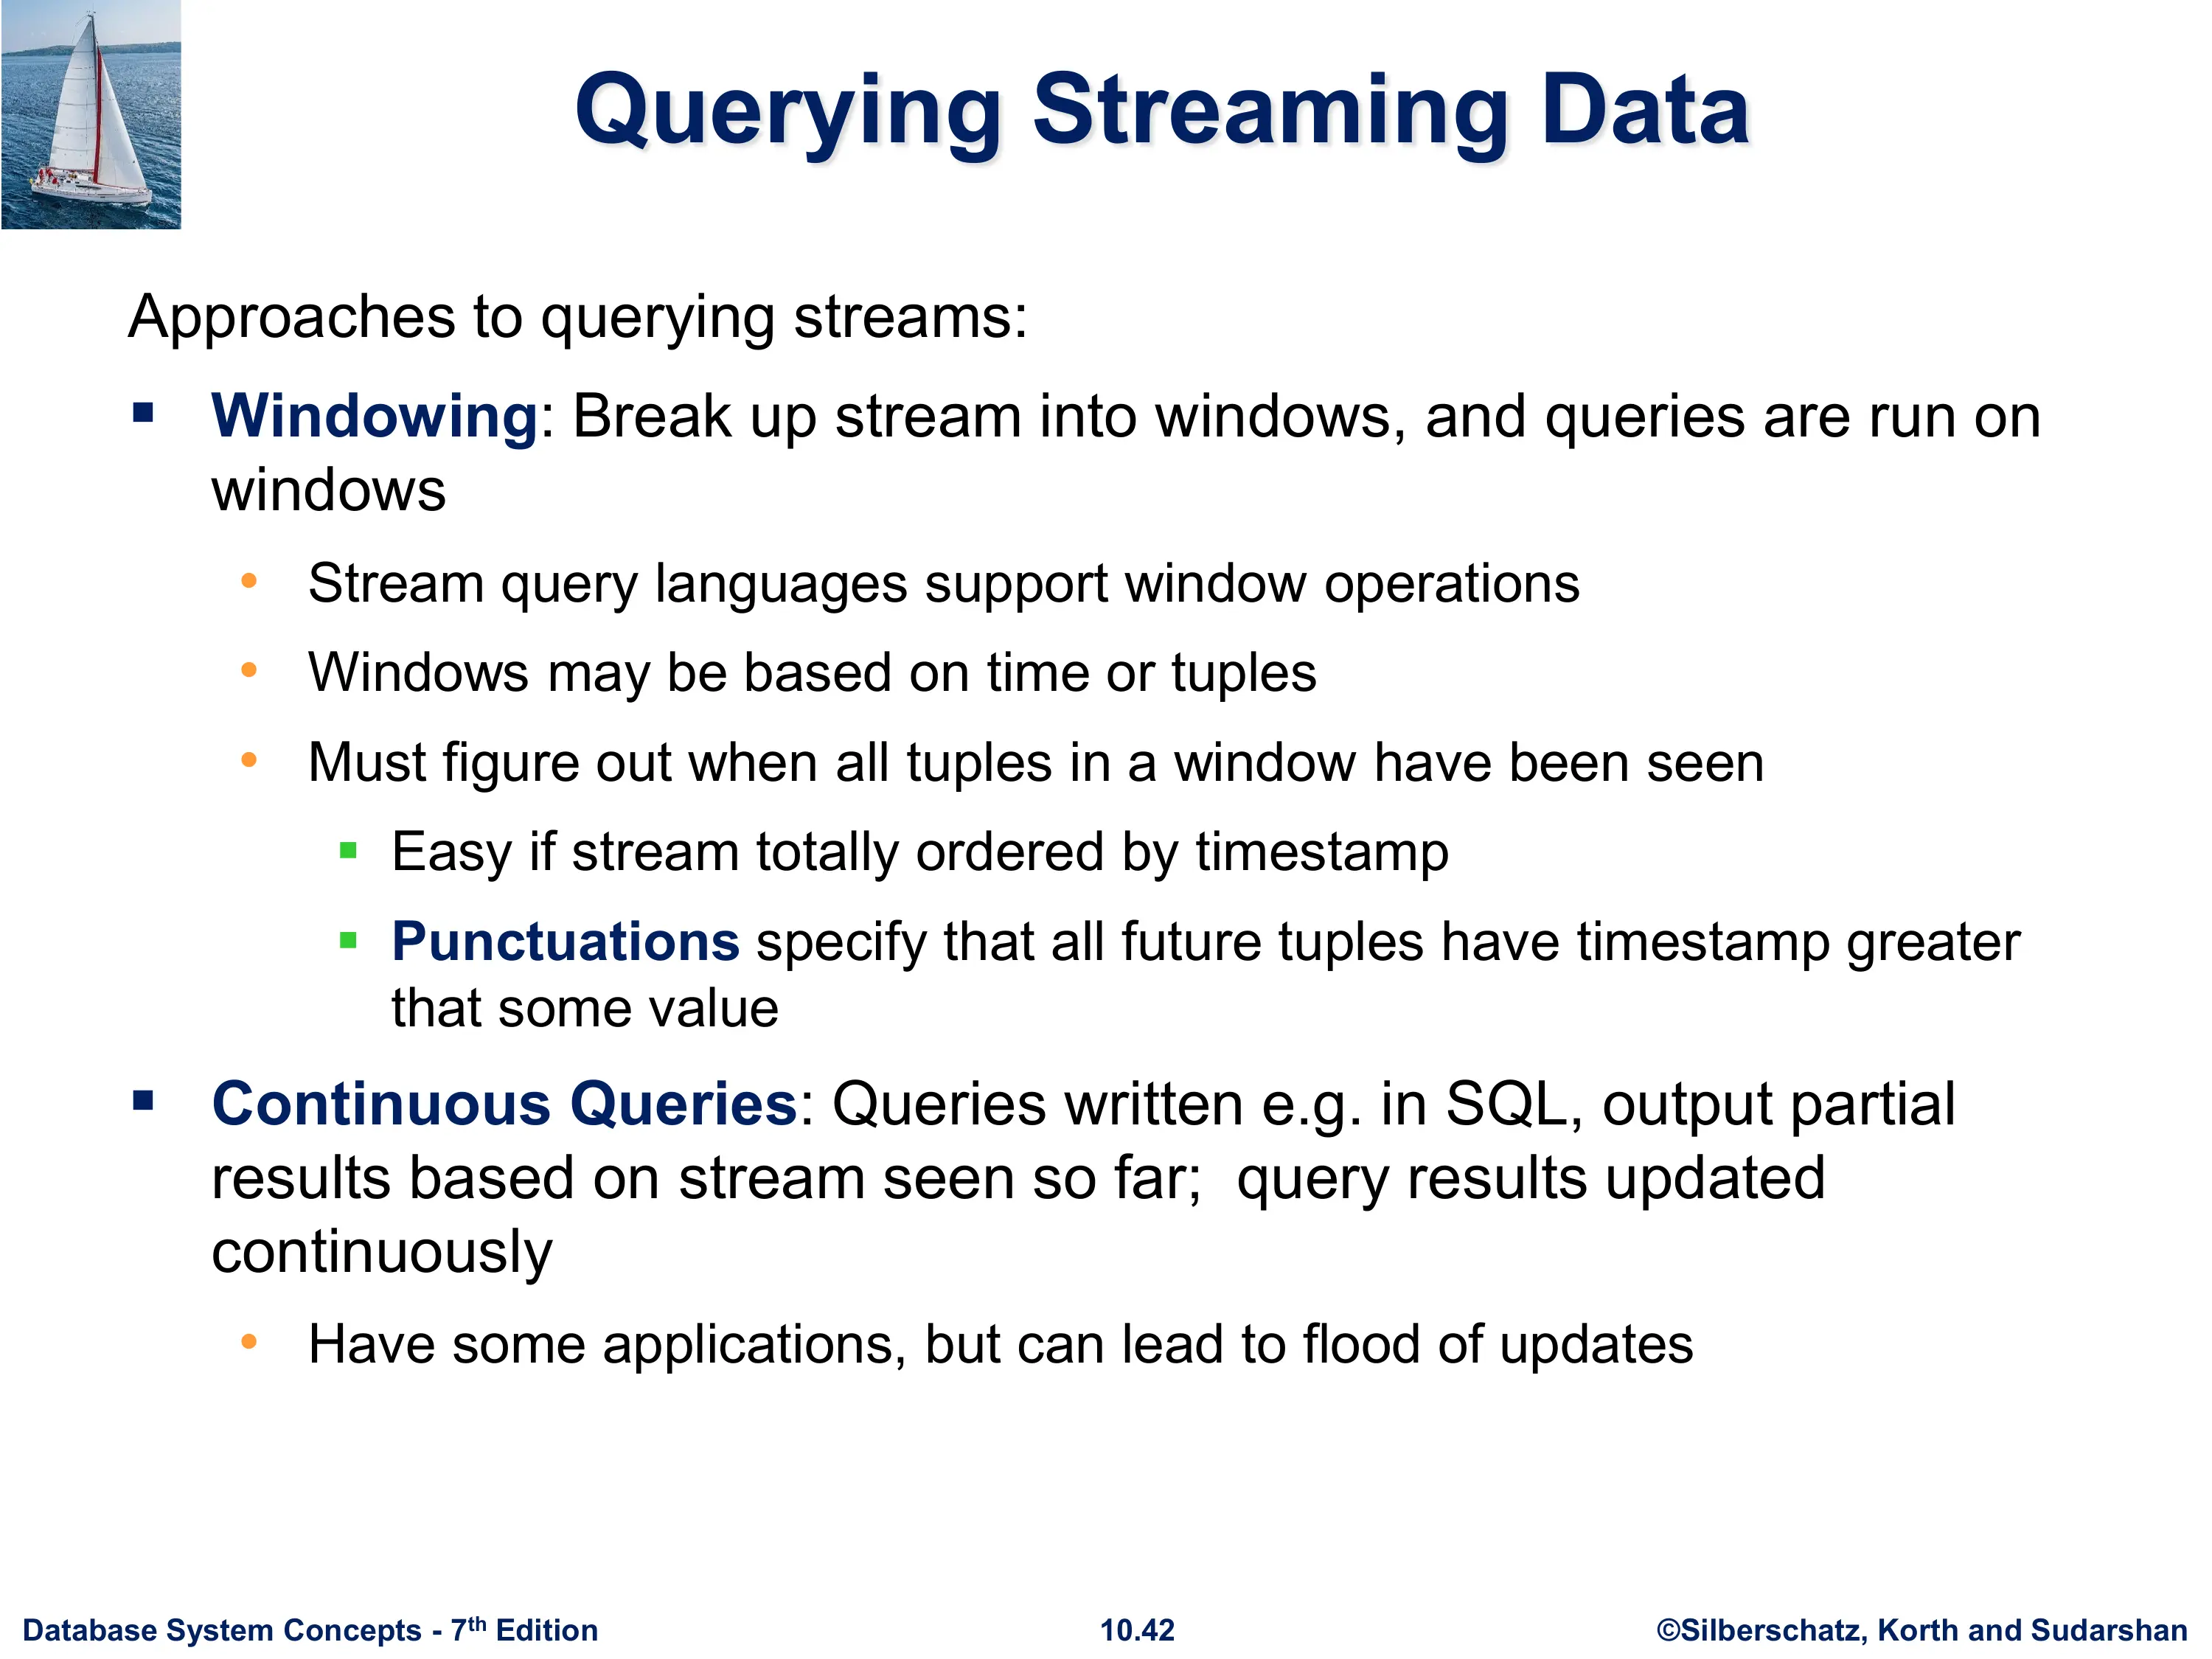 Querying Streaming Data
Approaches to querying streams:
▪ Windowing: Break up stream into windows, and queries are run on
windows
• Stream query languages support window operations
• Windows may be based on time or tuples
• Must figure out when all tuples in a window have been seen
▪ Easy if stream totally ordered by timestamp
▪ Punctuations specify that all future tuples have timestamp greater
that some value
▪ Continuous Queries: Queries written e.g. in SQL, output partial
results based on stream seen so far;  query results updated
continuously
• Have some applications, but can lead to flood of updates
Database System Concepts - 7th Edition
10.42
©Silberschatz, Korth and Sudarshan